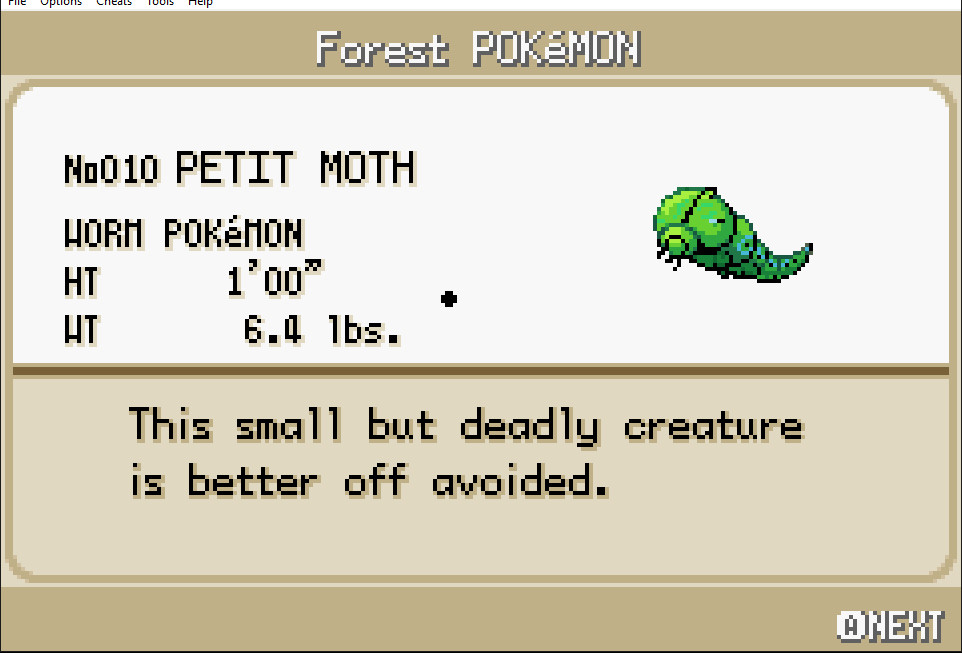 File Options Cheats Tools Help
Forest POKéMON
No010 PETIT MOTH
WORM POKéMON
HT 1'00"
WT 6.4 lbs.
This small but deadly creature
is better off avoided.
A NEXT